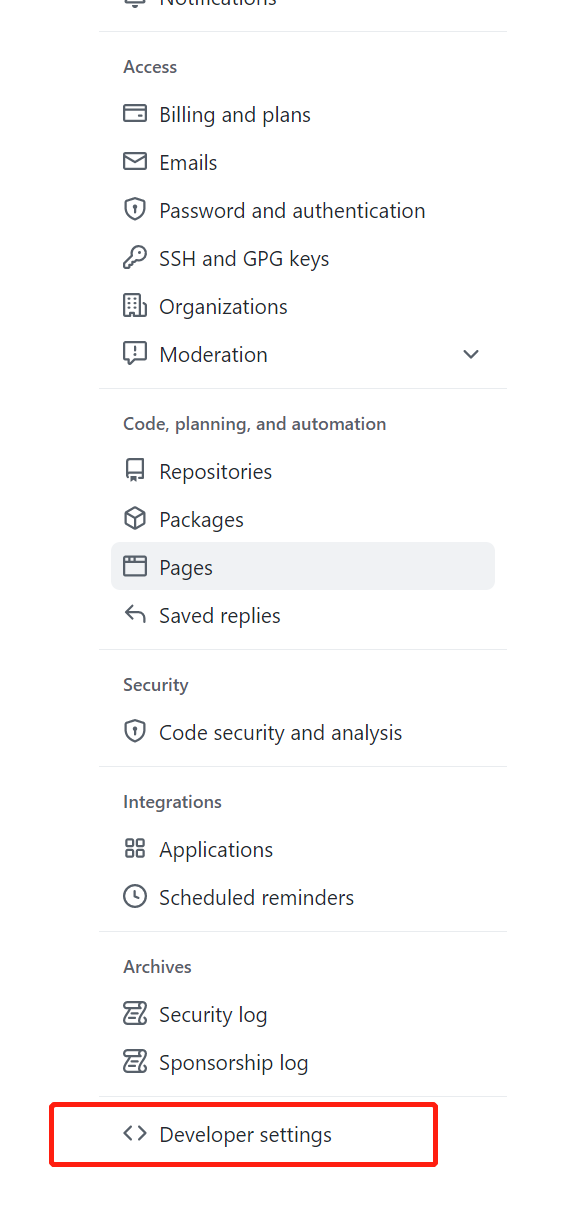 Notifications
Access
Billing and plans
Emails
Password and authentication
SSH and GPG keys
Organizations
Moderation
Code, planning, and automation
Repositories
Packages
Pages
Saved replies
Security
Code security and analysis
Integrations
Applications
Scheduled reminders
Archives
Security log
Sponsorship log
Developer settings